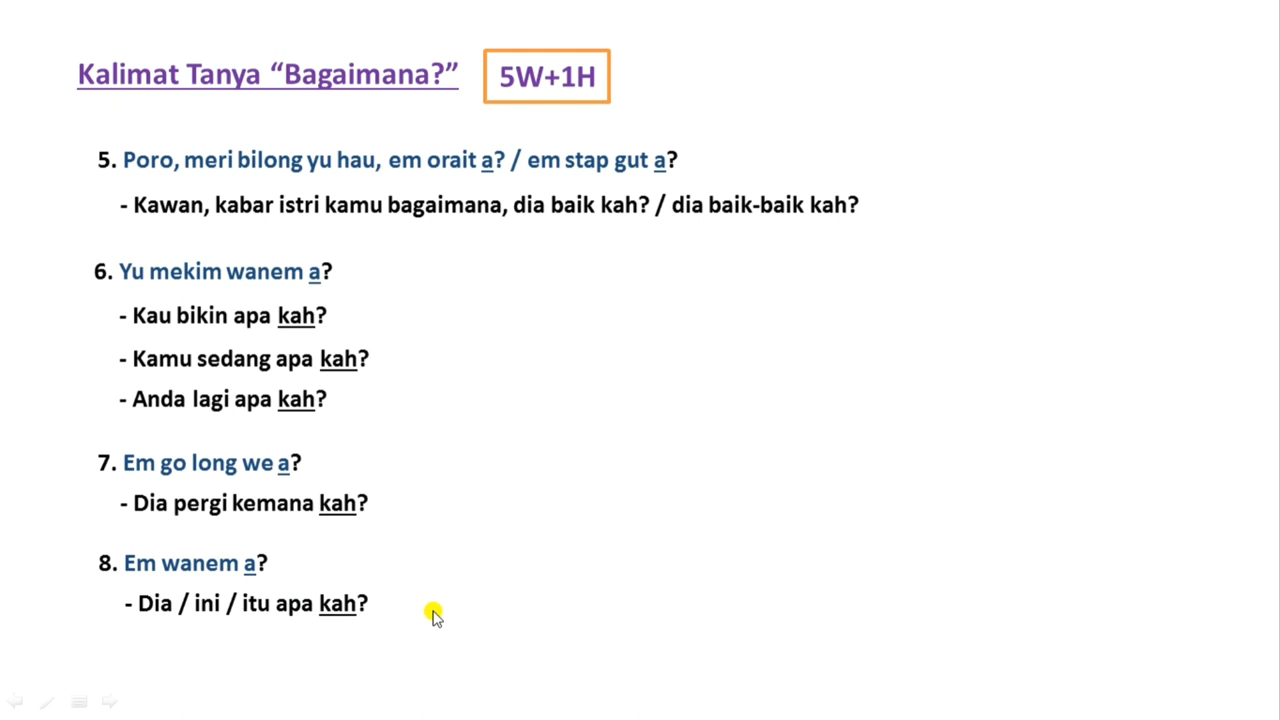 Kalimat Tanya “Bagaimana?” 5W+1H
5. Poro, meri bilong yu hau, em orait a? / em stap gut a?
- Kawan, kabar istri kamu bagaimana, dia baik kah? / dia baik-baik kah?
6. Yu mekim wanem a?
- Kau bikin apa kah?
- Kamu sedang apa kah?
- Anda lagi apa kah?
7. Em go long we a?
- Dia pergi kemana kah?
8. Em wanem a?
- Dia / ini / itu apa kah?